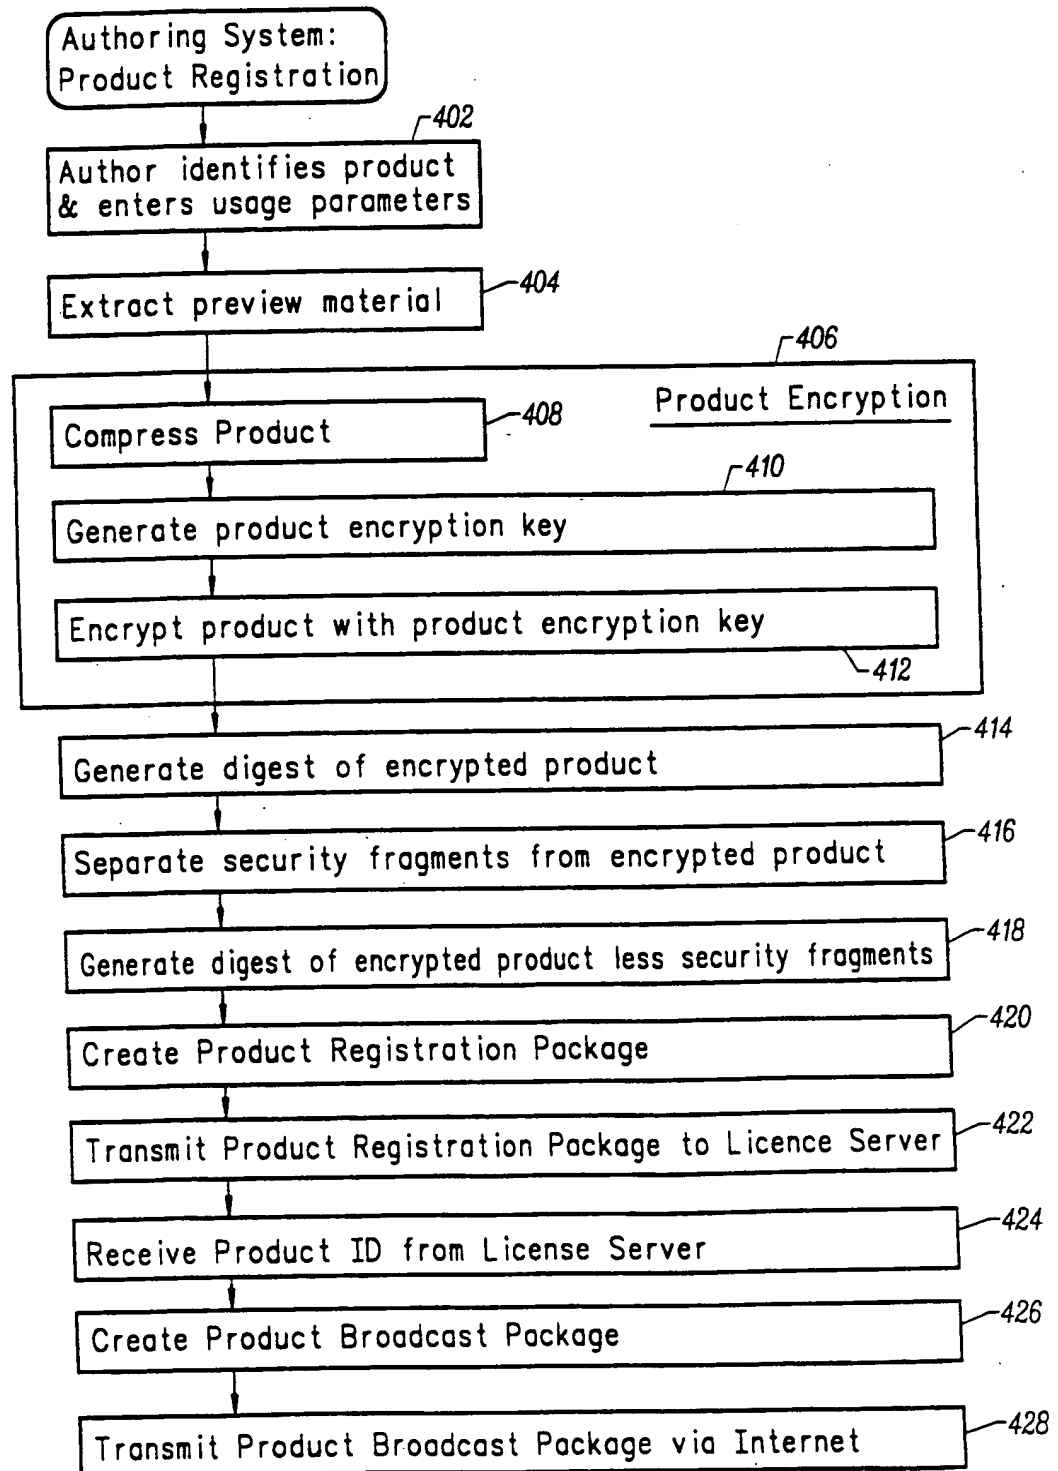 Authoring System:
Product Registration
402
Author identifies product
& enters usage parameters
Extract preview material
404
406
Product Encryption
Compress Product
408
410
Generate product encryption key
Encrypt product with product encryption key
412
Generate digest of encrypted product
414
Separate security fragments from encrypted product
416
Generate digest of encrypted product less security fragments
418
Create Product Registration Package
420
Transmit Product Registration Package to Licence Server
422
Receive Product ID from License Server
424
Create Product Broadcast Package
426
Transmit Product Broadcast Package via Internet
428